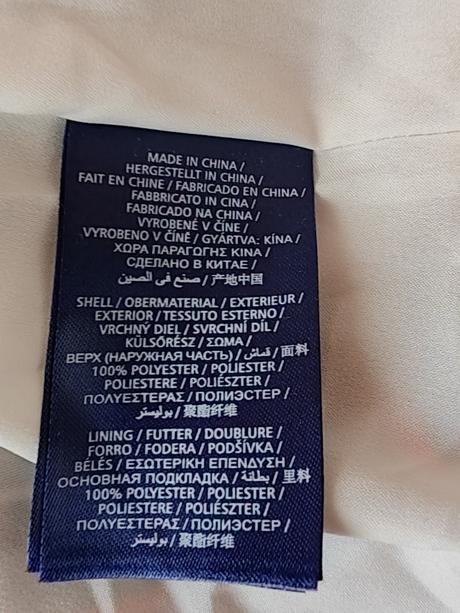 MADE IN CHINA /
HERGESTELLT IN CHINA /
FAIT EN CHINE / FABRICADO EN CHINA /
FABBRICATO IN CINA /
FABRICADO NA CHINA /
VYROBENÉ V ČÍNE /
VYROBENO V ČÍNĚ / GYÁRTVA: KÍNA /
ΧΩΡΑ ΠΑΡΑΓΩΓΗΣ ΚΙΝΑ /
СДЕЛАНО В КИТАЕ /
صنع في الصين / 产地中国
SHELL / OBERMATERIAL / EXTERIEUR /
EXTERIOR / TESSUTO ESTERNO /
VRCHNÝ DIEL / SVRCHNÍ DÍL /
KÜLSŐRÉSZ / ΣΩΜΑ /
ВЕРХ (НАРУЖНАЯ ЧАСТЬ) / قماش / 面料
100% POLYESTER / POLIESTER /
POLIESTERE / POLIÉSZTER /
ΠΟΛΥΕΣΤΕΡΑΣ / ПОЛИЭСТЕР /
بوليستر / 聚酯纤维
LINING / FUTTER / DOUBLURE /
FORRO / FODERA / PODŠÍVKA /
BÉLÉS / ΕΣΩΤΕΡΙΚΗ ΕΠΕΝΔΥΣΗ /
ОСНОВНАЯ ПОДКЛАДКА / بطانة / 里料
100% POLYESTER / POLIESTER /
POLIESTERE / POLIÉSZTER /
ΠΟΛΥΕΣΤΕΡΑΣ / ПОЛИЭСТЕР /
بوليستر / 聚酯纤维